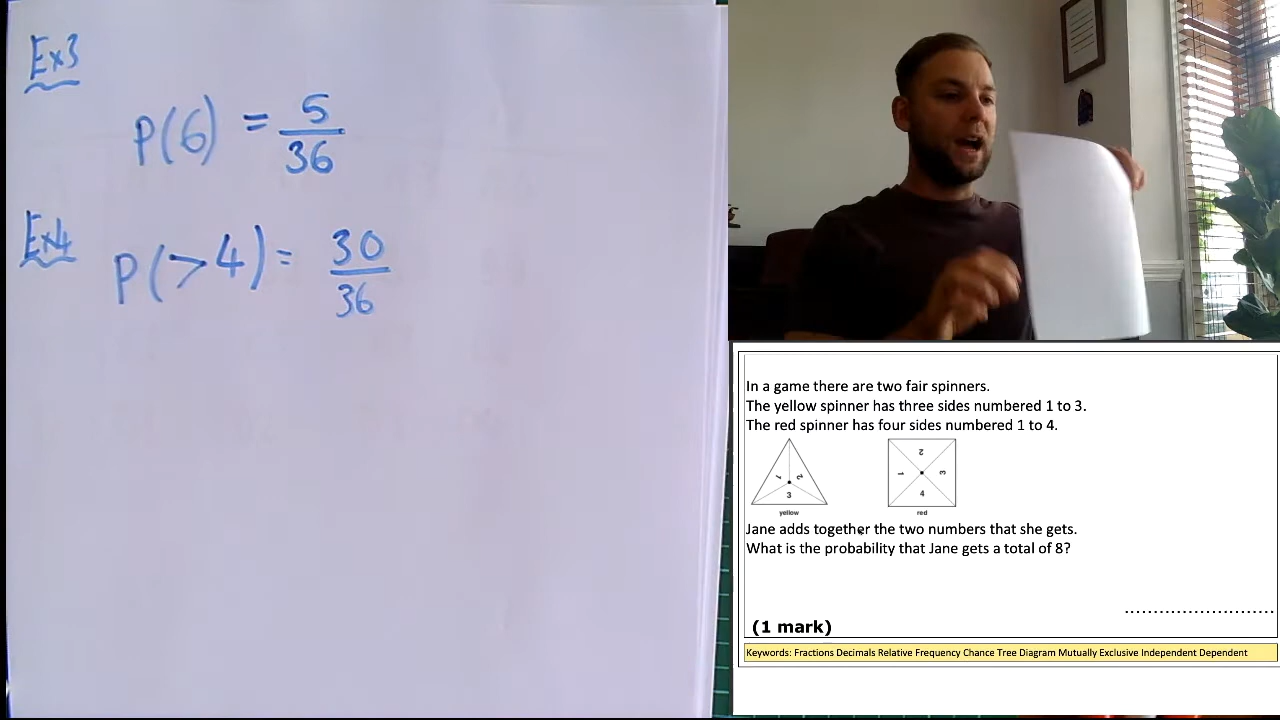 Ex3
P(6) = 5/36
Ex4
P(>4) = 30/36
In a game there are two fair spinners.
The yellow spinner has three sides numbered 1 to 3.
The red spinner has four sides numbered 1 to 4.
1 2 3
yellow
2
1 3
4
red
Jane adds together the two numbers that she gets.
What is the probability that Jane gets a total of 8?
................................
(1 mark)
Keywords: Fractions Decimals Relative Frequency Chance Tree Diagram Mutually Exclusive Independent Dependent